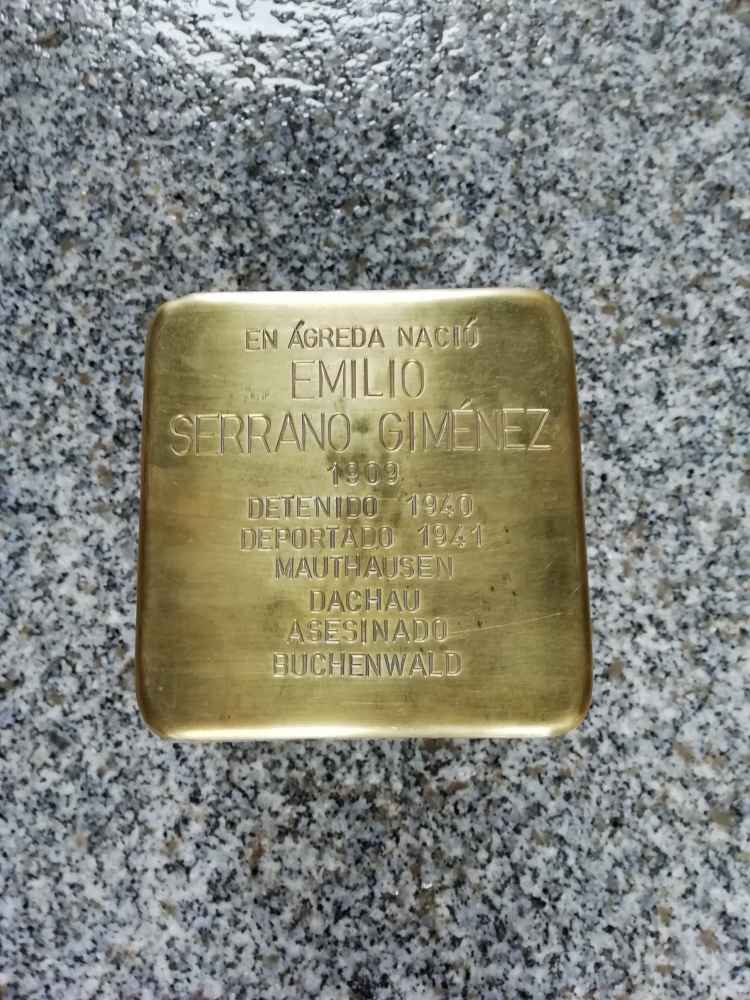 EN ÁGREDA NACIÓ
EMILIO
SERRANO GIMÉNEZ
1909
DETENIDO 1940
DEPORTADO 1941
MAUTHAUSEN
DACHAU
ASESINADO
BUCHENWALD